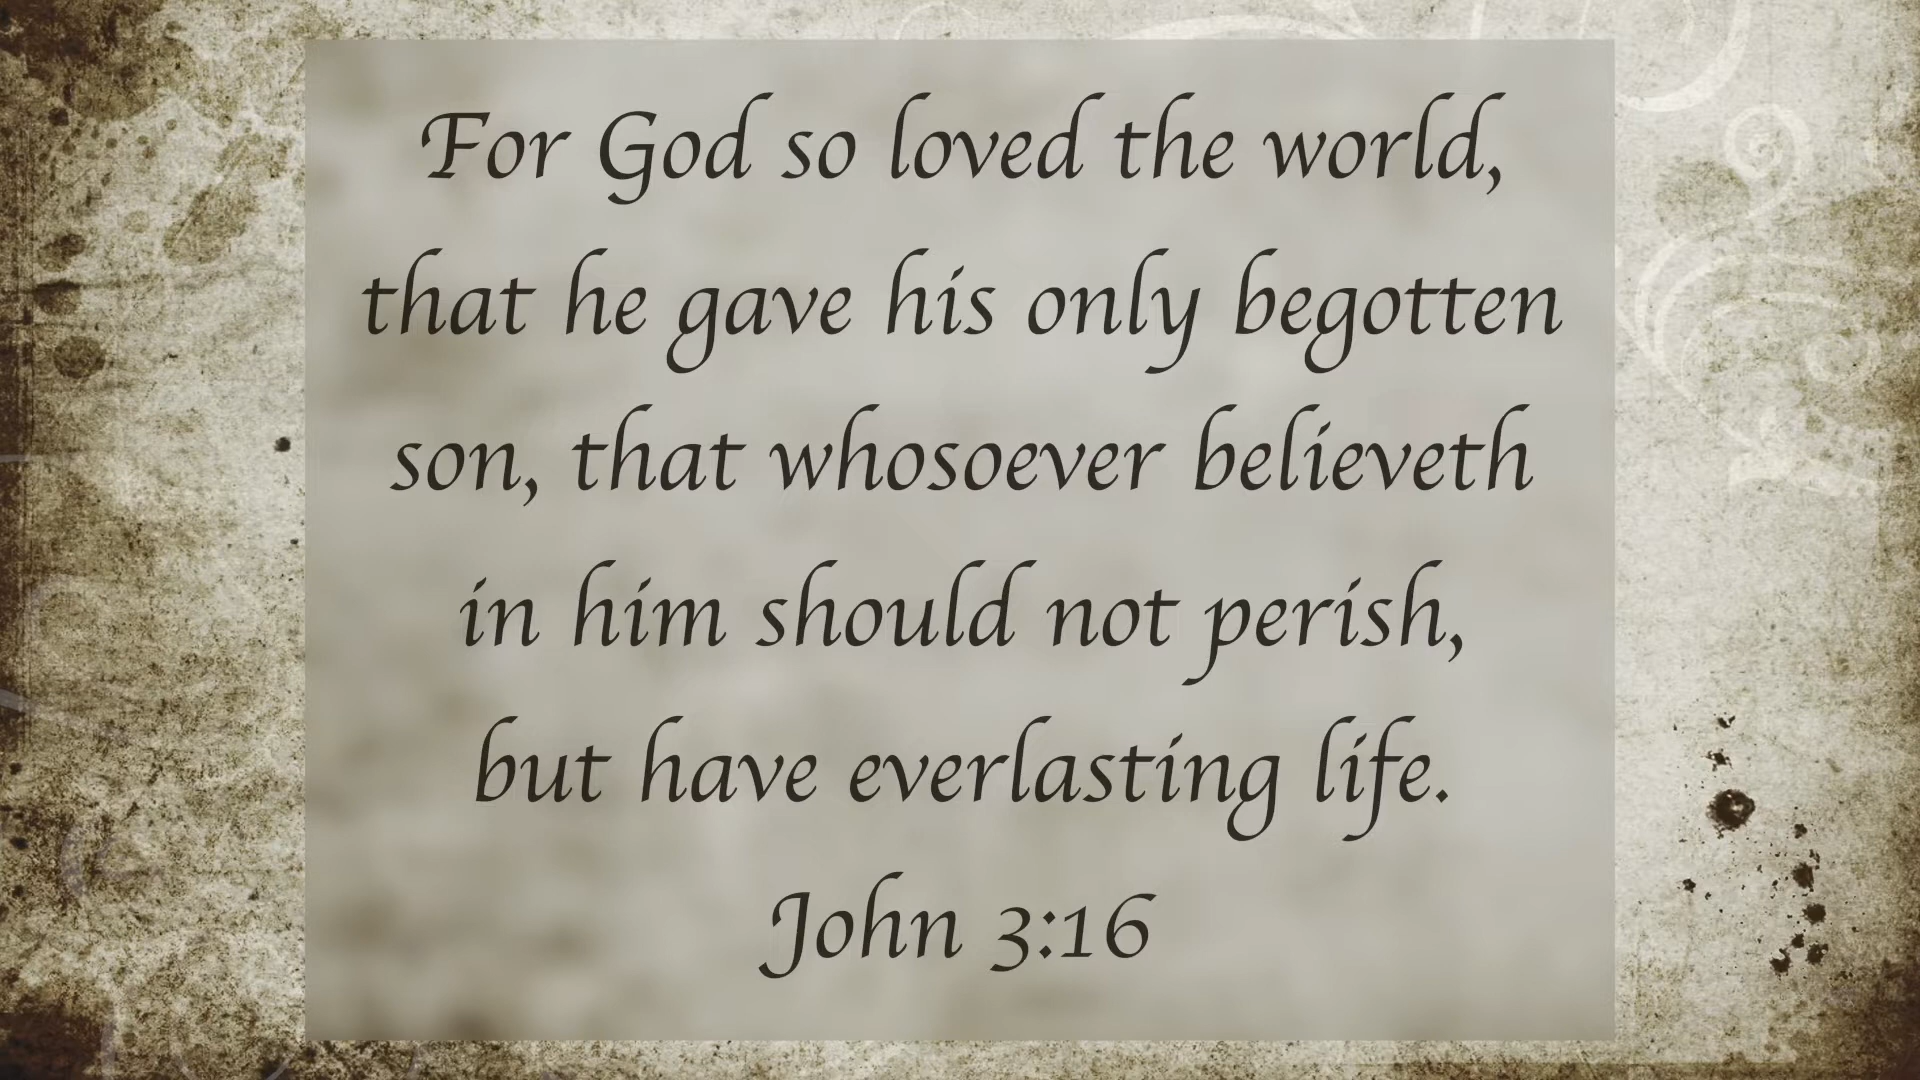 For God so loved the world,
that he gave his only begotten
son, that whosoever believeth
in him should not perish,
but have everlasting life.
John 3:16